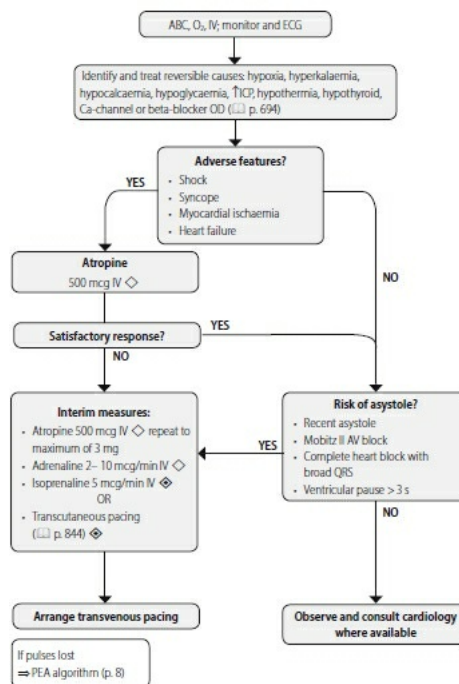 ABC, O₂, IV; monitor and ECG
Identify and treat reversible causes: hypoxia, hyperkalaemia,
hypocalcaemia, hypoglycaemia, ↑ICP, hypothermia, hypothyroid,
Ca-channel or beta-blocker OD (📖 p. 694)
Adverse features?
• Shock
• Syncope
• Myocardial ischaemia
• Heart failure
YES
NO
Atropine
500 mcg IV ◇
Satisfactory response?
YES
NO
Interim measures:
• Atropine 500 mcg IV ◇ repeat to
maximum of 3 mg
• Adrenaline 2– 10 mcg/min IV ◇
• Isoprenaline 5 mcg/min IV ◈
OR
• Transcutaneous pacing
(📖 p. 844) ◈
YES
Risk of asystole?
• Recent asystole
• Mobitz II AV block
• Complete heart block with
broad QRS
• Ventricular pause > 3 s
NO
Arrange transvenous pacing
Observe and consult cardiology
where available
If pulses lost
⇒ PEA algorithm (p. 8)